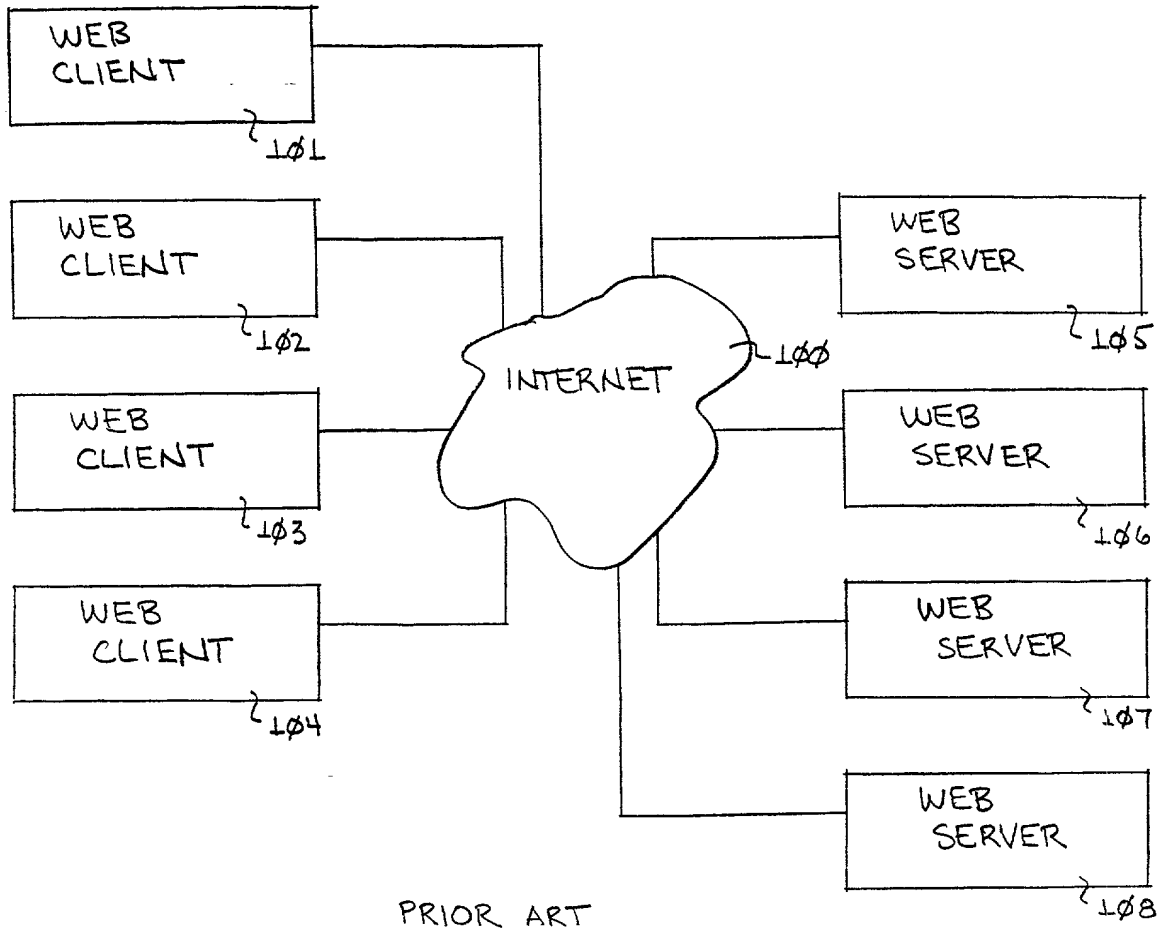 WEB
CLIENT
101
WEB
CLIENT
102
WEB
CLIENT
103
WEB
CLIENT
104
INTERNET
100
WEB
SERVER
105
WEB
SERVER
106
WEB
SERVER
107
WEB
SERVER
108
PRIOR ART